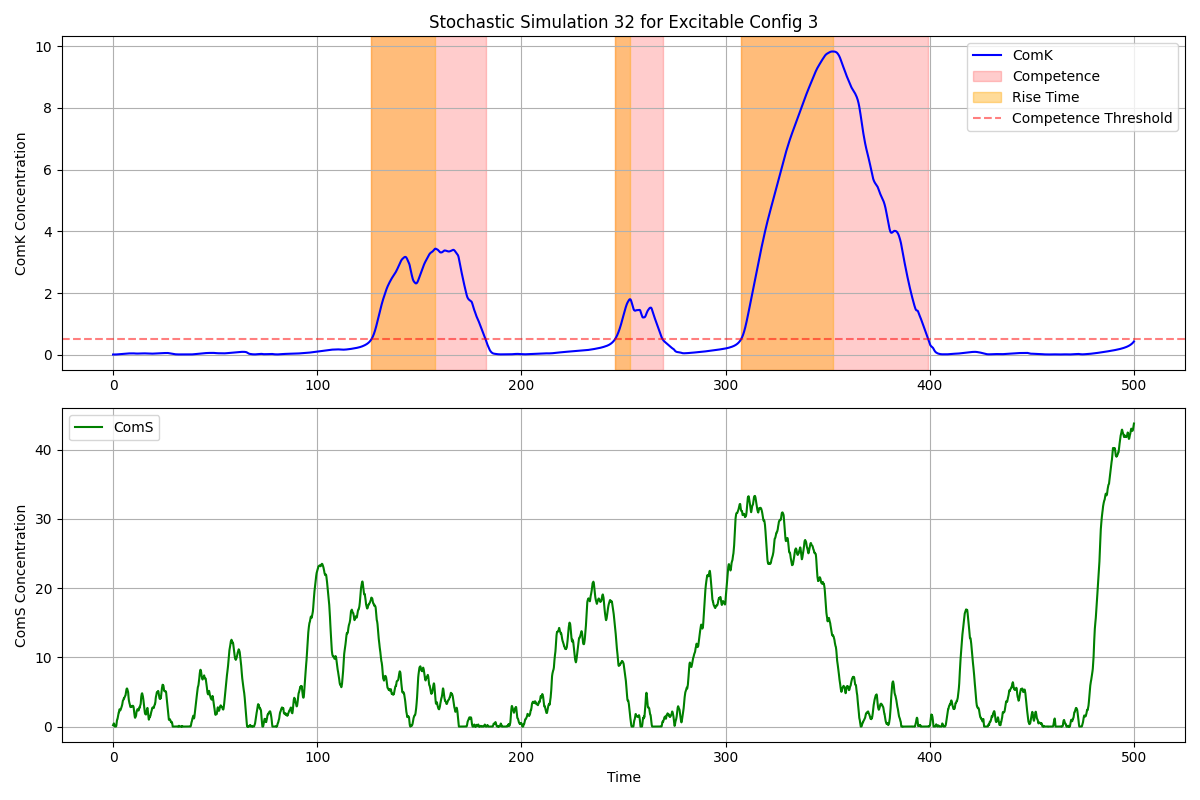 Stochastic Simulation 32 for Excitable Config 3
ComK Concentration
10
8
6
4
2
0
ComK
Competence
Rise Time
Competence Threshold
0 100 200 300 400 500
ComS Concentration
40
30
20
10
0
ComS
0 100 200 300 400 500
Time